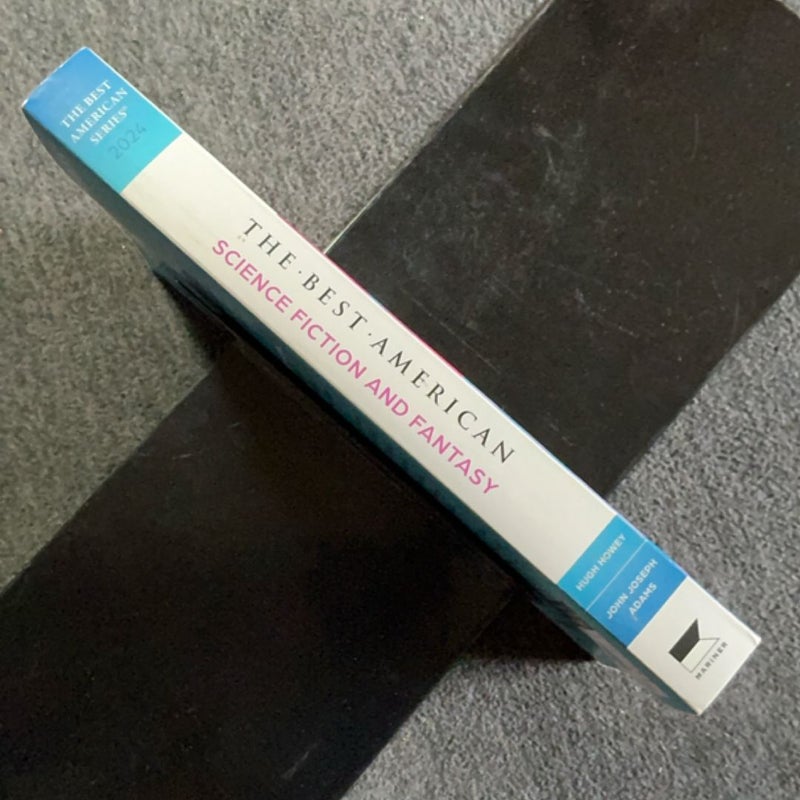 THE BEST
AMERICAN
SERIES®
2024
THE·BEST·AMERICAN
SCIENCE FICTION AND FANTASY
HUGH HOWEY
JOHN JOSEPH
ADAMS
MARINER